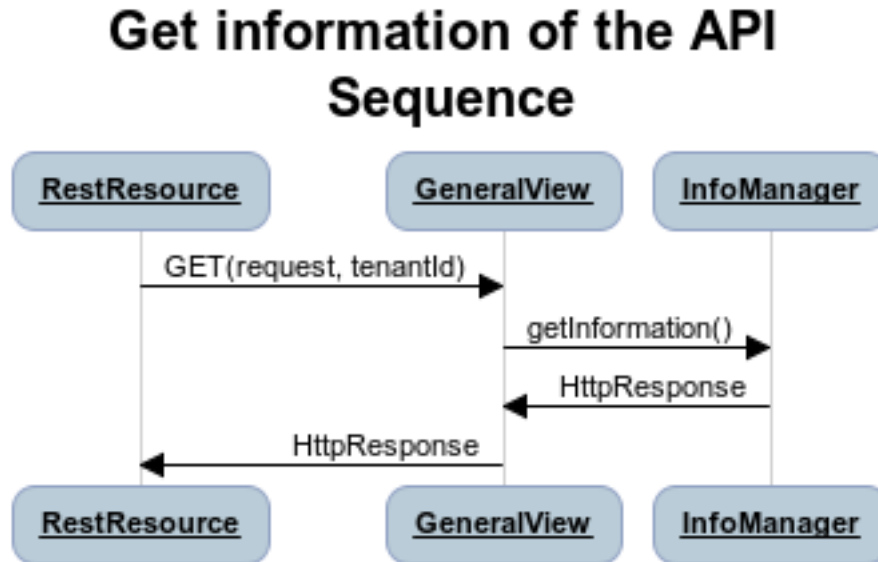 Get information of the API
Sequence
RestResource GeneralView InfoManager
GET(request, tenantId)
getInformation()
HttpResponse
HttpResponse
RestResource GeneralView InfoManager